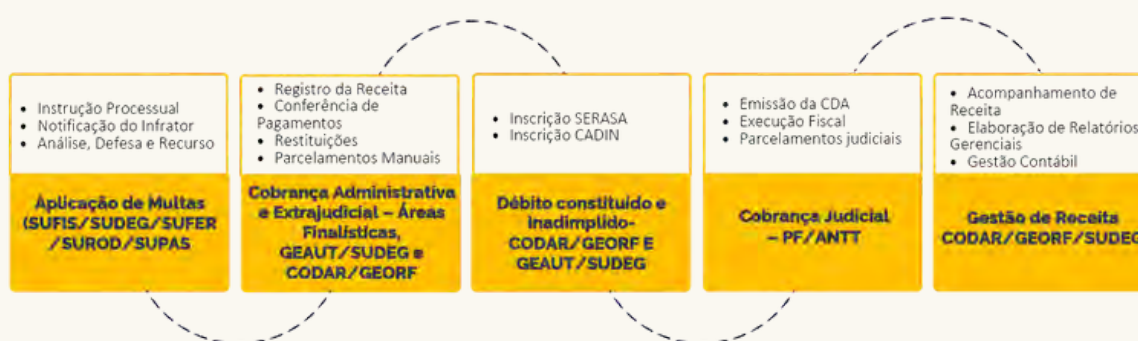 • Instrução Processual
• Notificação do Infrator
• Análise, Defesa e Recurso
Aplicação de Multas
(SUFIS/SUDEG/SUFER
/SUROD/SUPAS
• Registro da Receita
• Conferência de
Pagamentos
• Restituições
• Parcelamentos Manuais
Cobrança Administrativa
e Extrajudicial – Áreas
Finalísticas,
GEAUT/SUDEG e
CODAR/GEORF
• Inscrição SERASA
• Inscrição CADIN
Débito constituído e
Inadimplido-
CODAR/GEORF E
GEAUT/SUDEG
• Emissão da CDA
• Execução Fiscal
• Parcelamentos judiciais
Cobrança Judicial
– PF/ANTT
• Acompanhamento de
Receita
• Elaboração de Relatórios
Gerenciais
• Gestão Contábil
Gestão de Receita
CODAR/GEORF/SUDEG